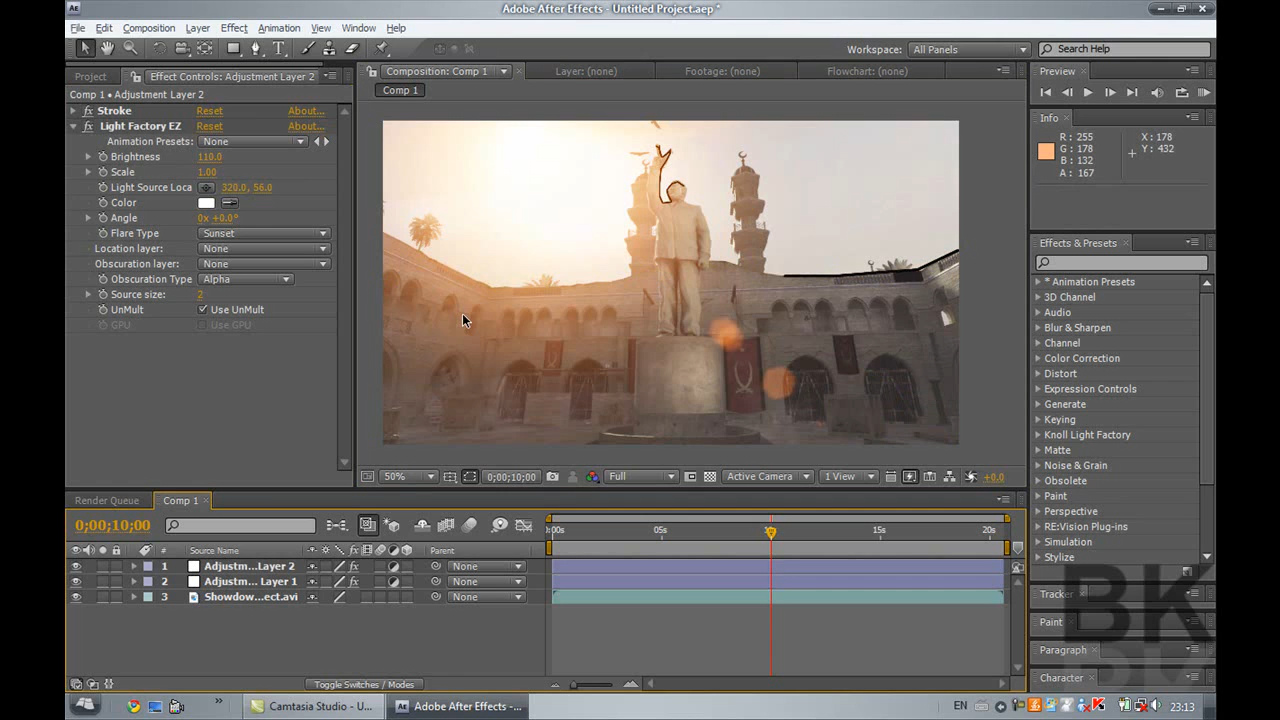 Adobe After Effects - Untitled Project.aep *
File Edit Composition Layer Effect Animation View Window Help
Workspace: All Panels Search Help
Project Effect Controls: Adjustment Layer 2
Composition: Comp 1 Layer: (none) Footage: (none) Flowchart: (none)
Preview
Comp 1 • Adjustment Layer 2
Comp 1
Stroke Reset About...
Light Factory EZ Reset About...
Animation Presets: None
Brightness 110.0
Scale 1.00
Light Source Loca 320.0, 56.0
Color
Angle 0x +0.0°
Flare Type Sunset
Location layer: None
Obscuration layer: None
Obscuration Type Alpha
Source size: 2
UnMult Use UnMult
GPU Use GPU
Info
R: 255 X: 178
G: 178 Y: 432
B: 132
A: 167
Effects & Presets
* Animation Presets
3D Channel
Audio
Blur & Sharpen
Channel
Color Correction
Distort
Expression Controls
Generate
Keying
Knoll Light Factory
Matte
Noise & Grain
Obsolete
Paint
Perspective
RE:Vision Plug-ins
Simulation
Stylize
Tracker
Paint
Paragraph
Character
BK
50% 0;00;10;00 Full Active Camera 1 View +0.0
Render Queue Comp 1
0;00;10;00
:00s 05s 15s 20s
# Source Name Parent
1 Adjustm...Layer 2 None
2 Adjustm... Layer 1 None
3 Showdow...ect.avi None
Toggle Switches / Modes
Camtasia Studio - U... Adobe After Effects -... EN 23:13